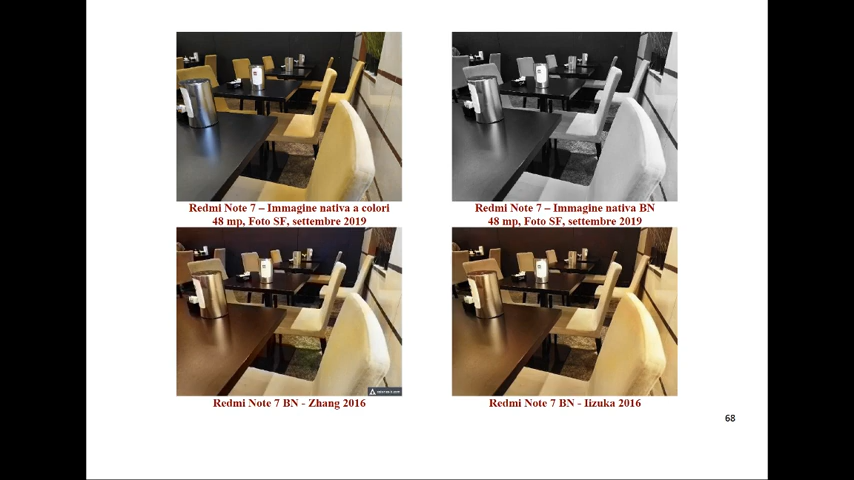 Redmi Note 7 – Immagine nativa a colori
48 mp, Foto SF, settembre 2019
Redmi Note 7 – Immagine nativa BN
48 mp, Foto SF, settembre 2019
Redmi Note 7 BN - Zhang 2016
Redmi Note 7 BN - Iizuka 2016
68